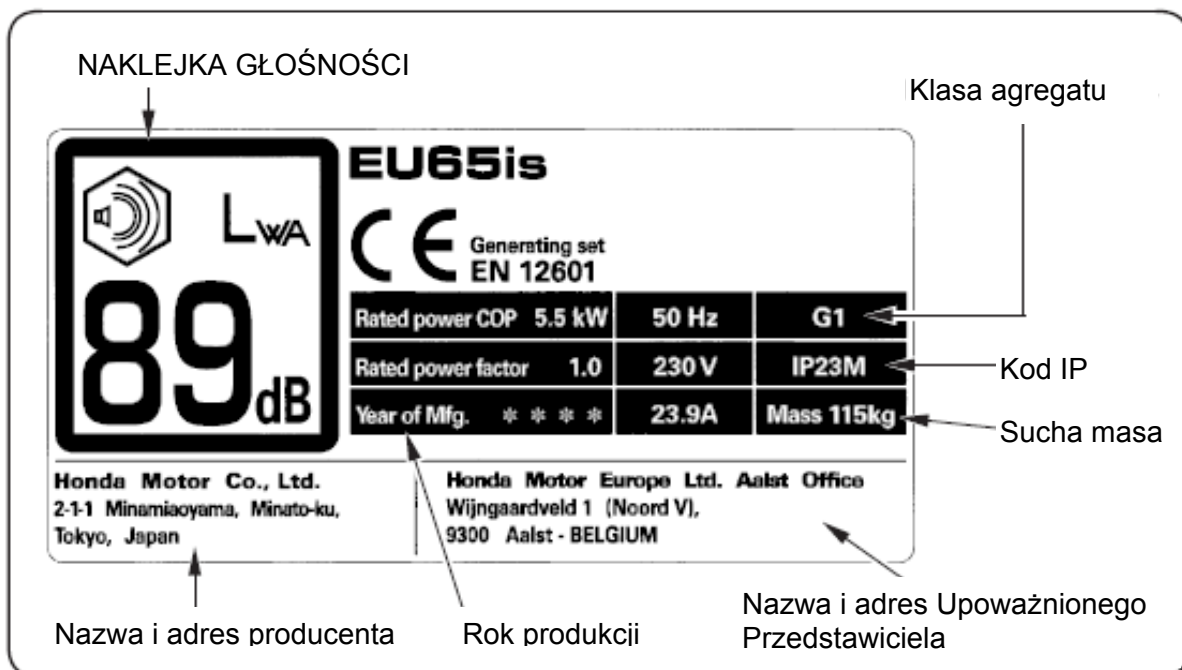 NAKLEJKA GŁOŚNOŚCI
Klasa agregatu
EU65is
LWA
CE Generating set
EN 12601
89dB
Rated power COP 5.5 kW 50 Hz G1
Rated power factor 1.0 230 V IP23M
Kod IP
Year of Mfg. ＊＊＊＊ 23.9A Mass 115kg
Sucha masa
Honda Motor Co., Ltd.
2-1-1 Minamiaoyama, Minato-ku,
Tokyo, Japan
Honda Motor Europe Ltd. Aalst Office
Wijngaardveld 1 (Noord V),
9300 Aalst - BELGIUM
Nazwa i adres producenta
Rok produkcji
Nazwa i adres Upoważnionego
Przedstawiciela